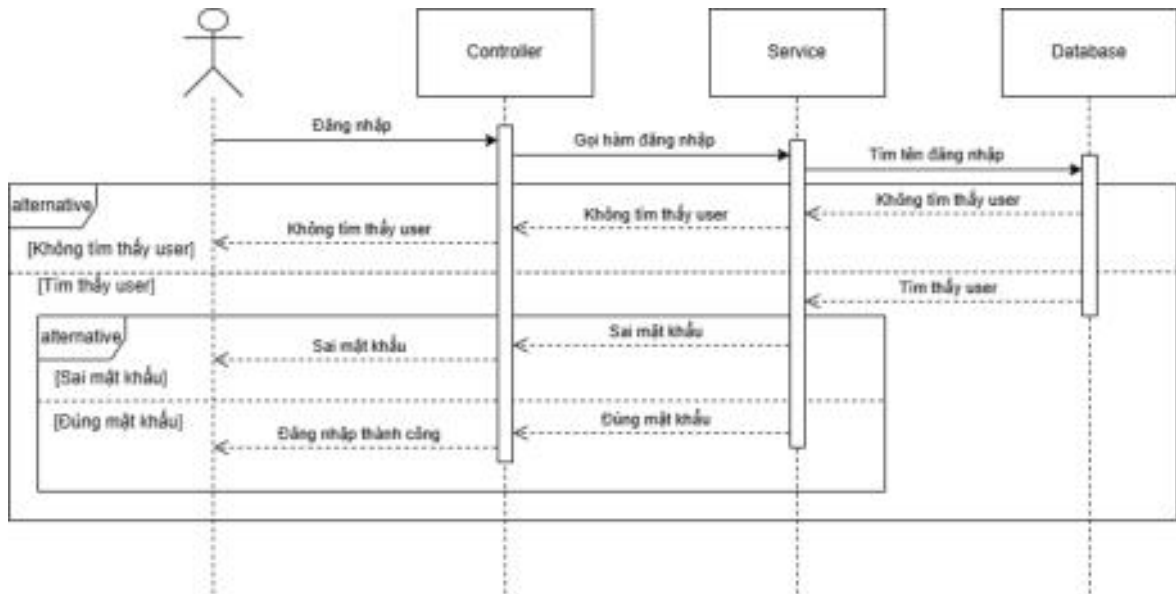 Controller
Service
Database
Đăng nhập
Gọi hàm đăng nhập
Tìm tên đăng nhập
alternative
Không tìm thấy user
Không tìm thấy user
Không tìm thấy user
[Không tìm thấy user]
[Tìm thấy user]
Tìm thấy user
alternative
Sai mật khẩu
Sai mật khẩu
[Sai mật khẩu]
[Đúng mật khẩu]
Đúng mật khẩu
Đăng nhập thành công